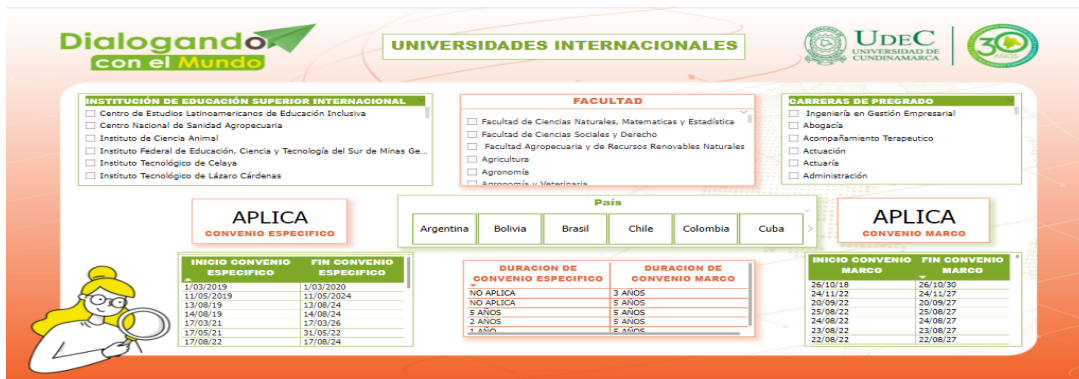 Dialogando
con el Mundo
UNIVERSIDADES INTERNACIONALES
UDEC
UNIVERSIDAD DE
CUNDINAMARCA
30
AÑOS
INSTITUCIÓN DE EDUCACIÓN SUPERIOR INTERNACIONAL
Centro de Estudios Latinoamericanos de Educación Inclusiva
Centro Nacional de Sanidad Agropecuaria
Instituto de Ciencia Animal
Instituto Federal de Educación, Ciencia y Tecnología del Sur de Minas Ge...
Instituto Tecnológico de Celaya
Instituto Tecnológico de Lázaro Cárdenas
FACULTAD
Facultad de Ciencias Naturales, Matematicas y Estadística
Facultad de Ciencias Sociales y Derecho
Facultad Agropecuaria y de Recursos Renovables Naturales
Agricultura
Agronomía
Agronomía y Veterinaria
CARRERAS DE PREGRADO
Ingeniería en Gestión Empresarial
Abogacía
Acompañamiento Terapeutico
Actuación
Actuaría
Administración
APLICA
CONVENIO ESPECIFICO
País
Argentina Bolivia Brasil Chile Colombia Cuba
APLICA
CONVENIO MARCO
INICIO CONVENIO ESPECIFICO FIN CONVENIO ESPECIFICO
1/03/2019 1/03/2020
11/05/2019 11/05/2024
13/08/19 13/08/24
14/08/19 14/08/24
17/03/21 17/03/26
17/05/21 31/05/22
17/08/22 17/08/24
DURACION DE CONVENIO ESPECIFICO DURACION DE CONVENIO MARCO
NO APLICA 3 AÑOS
NO APLICA 5 AÑOS
5 AÑOS 5 AÑOS
2 AÑOS 5 AÑOS
1 AÑO 5 AÑOS
INICIO CONVENIO MARCO FIN CONVENIO MARCO
26/10/18 26/10/30
24/11/22 24/11/27
20/09/22 20/09/27
25/08/22 25/08/27
24/08/22 24/08/27
23/08/22 23/08/27
22/08/22 22/08/27